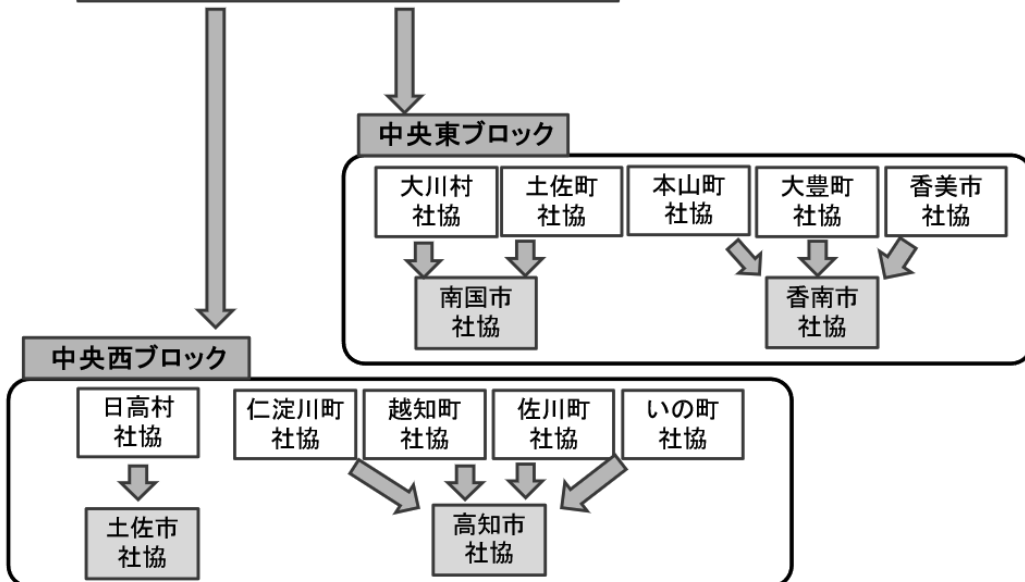 中央東ブロック
大川村
社協
土佐町
社協
本山町
社協
大豊町
社協
香美市
社協
南国市
社協
香南市
社協
中央西ブロック
日高村
社協
仁淀川町
社協
越知町
社協
佐川町
社協
いの町
社協
土佐市
社協
高知市
社協